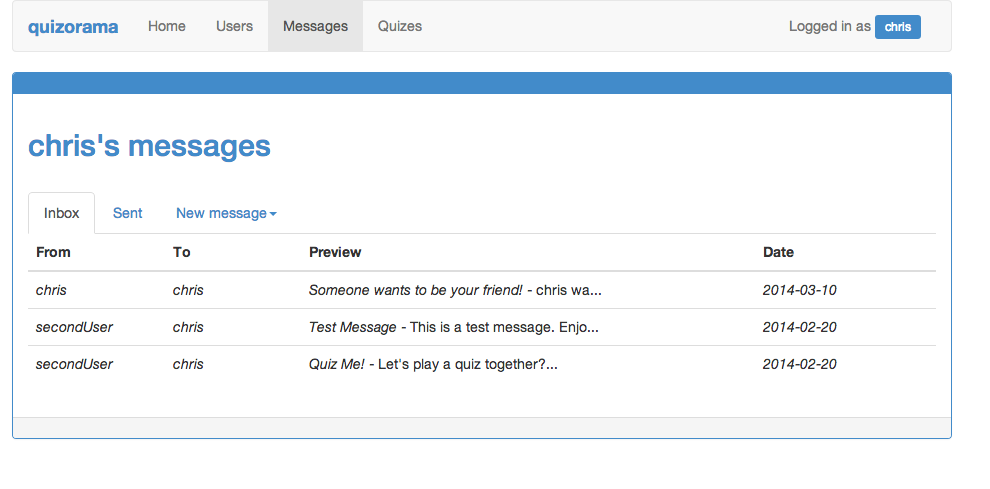 quizorama Home Users Messages Quizes Logged in as chris
chris's messages
Inbox Sent New message
From To Preview Date
chris chris Someone wants to be your friend! - chris wa... 2014-03-10
secondUser chris Test Message - This is a test message. Enjo... 2014-02-20
secondUser chris Quiz Me! - Let's play a quiz together?... 2014-02-20